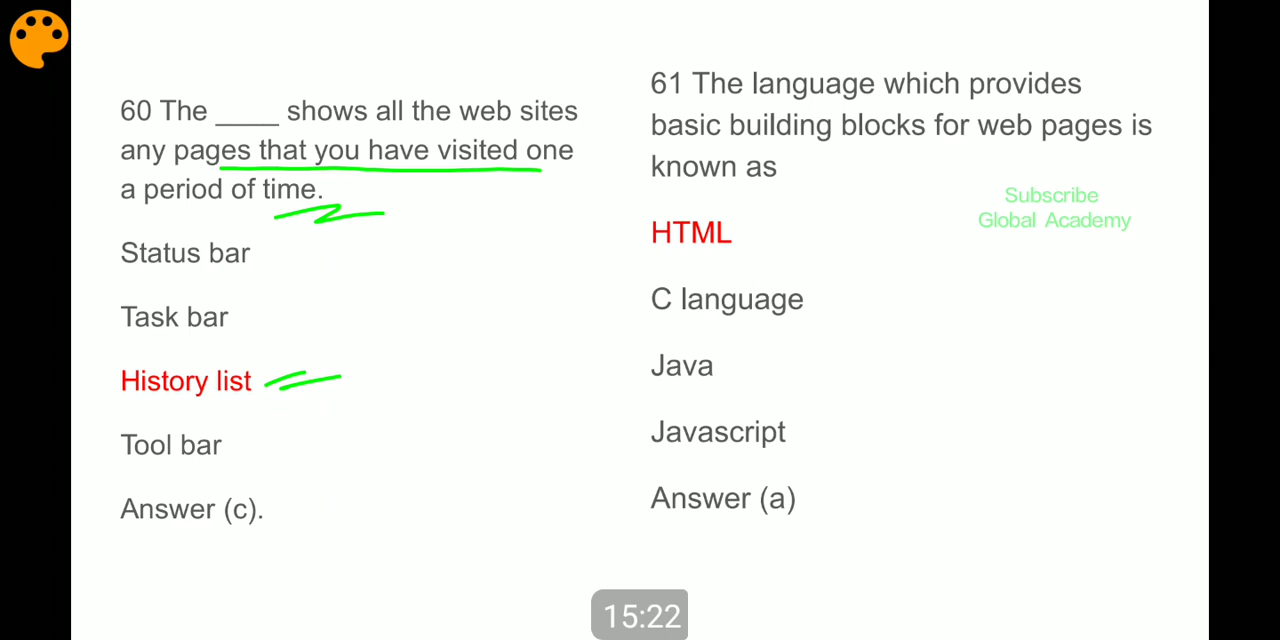 60 The ____ shows all the web sites
any pages that you have visited one
a period of time.
Status bar
Task bar
History list
Tool bar
Answer (c).
61 The language which provides
basic building blocks for web pages is
known as
Subscribe
Global Academy
HTML
C language
Java
Javascript
Answer (a)
15:22